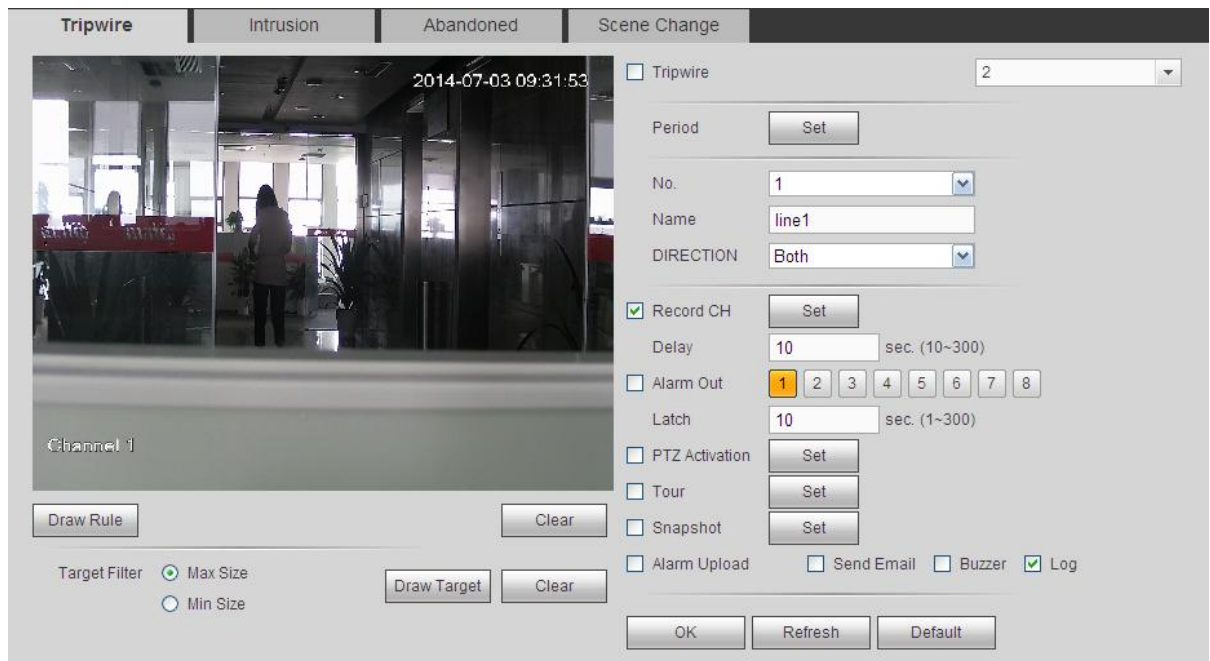 Tripwire
Intrusion
Abandoned
Scene Change
2014-07-03 09:31:53
Channel 1
Draw Rule
Clear
Target Filter
Max Size
Min Size
Draw Target
Clear
Tripwire
2
Period
Set
No.
1
Name
line1
DIRECTION
Both
Record CH
Set
Delay
10
sec. (10~300)
Alarm Out
1 2 3 4 5 6 7 8
Latch
10
sec. (1~300)
PTZ Activation
Set
Tour
Set
Snapshot
Set
Alarm Upload
Send Email
Buzzer
Log
OK
Refresh
Default